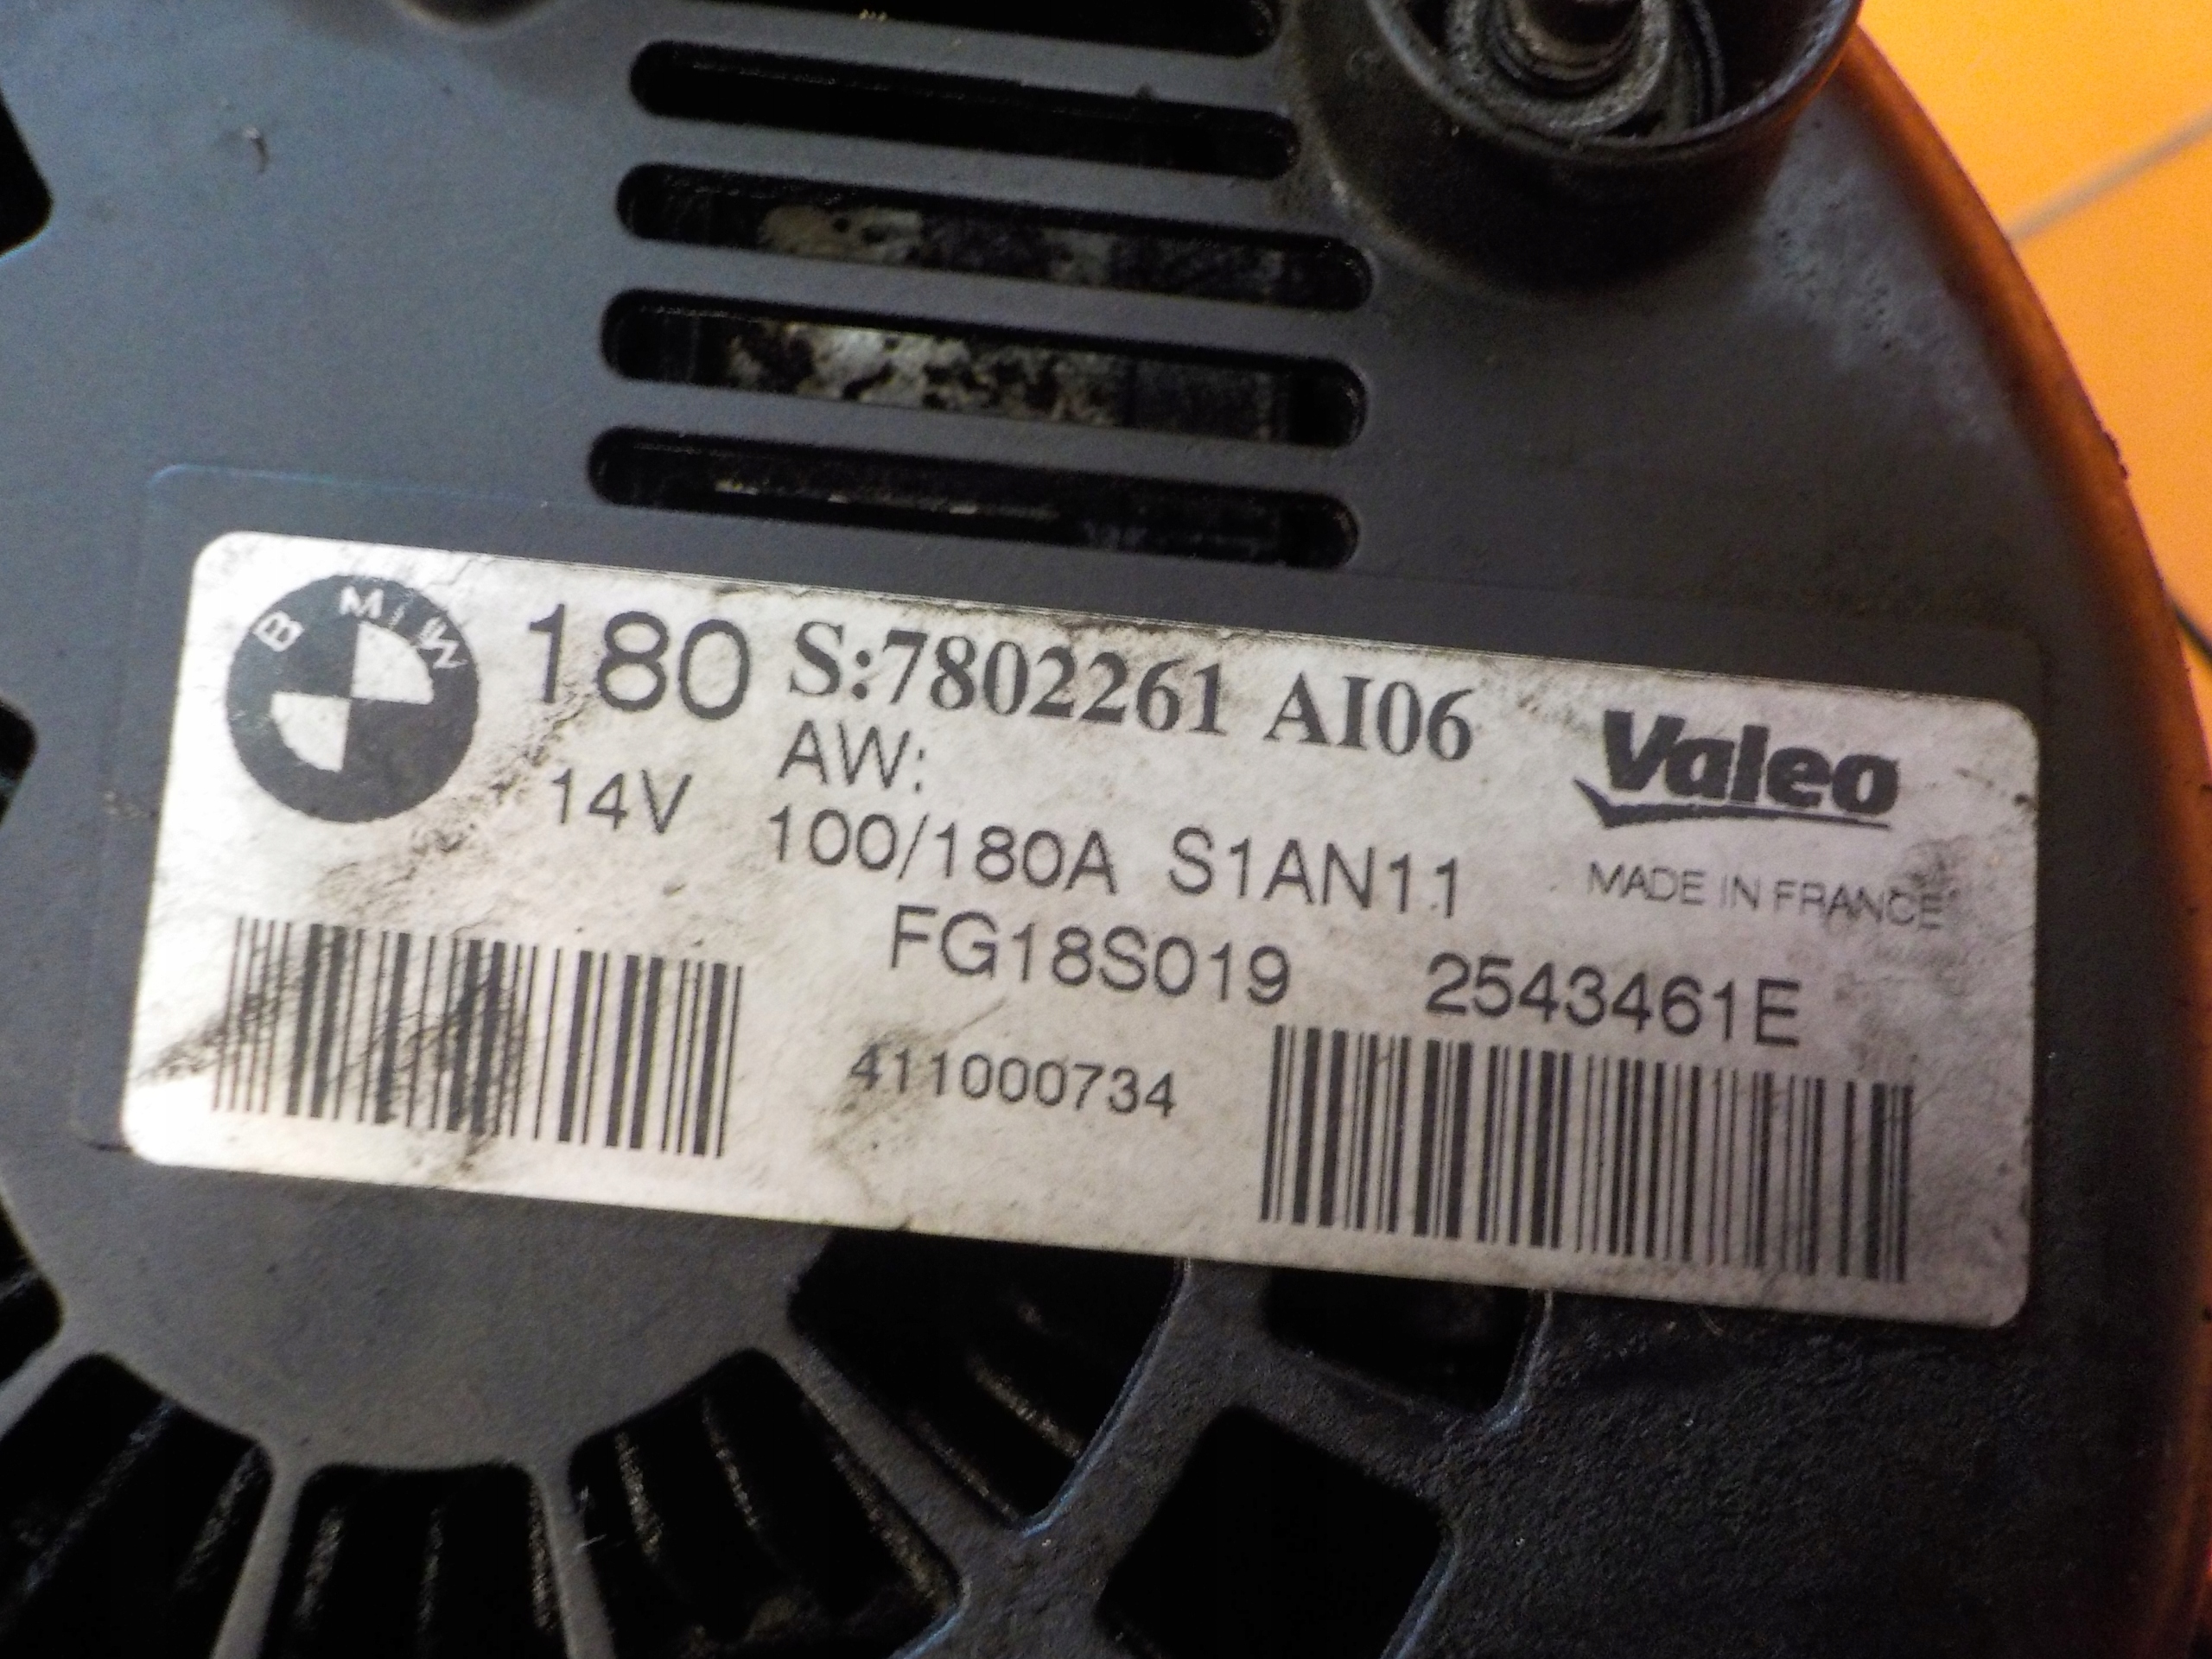 BMW 180 S:7802261 AI06 Valeo
AW:
14V 100/180A S1AN11 MADE IN FRANCE
FG18S019 2543461E
411000734